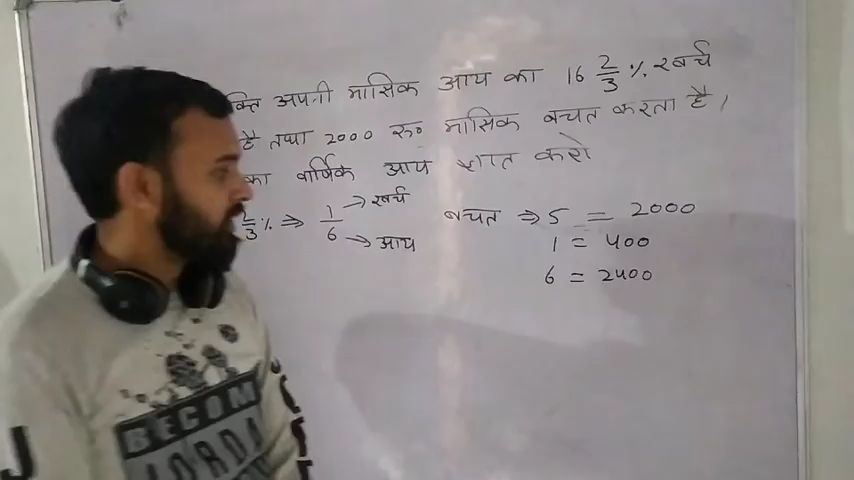 अपनी मासिक आय का 16 2/3 % खर्च
है तथा 2000 रू० मासिक बचत करता है,
का वार्षिक आय ज्ञात करो
2/3 % ⇒ 1/6 → खर्च → आय
बचत ⇒ 5 = 2000
1 = 400
6 = 2400
BECOM